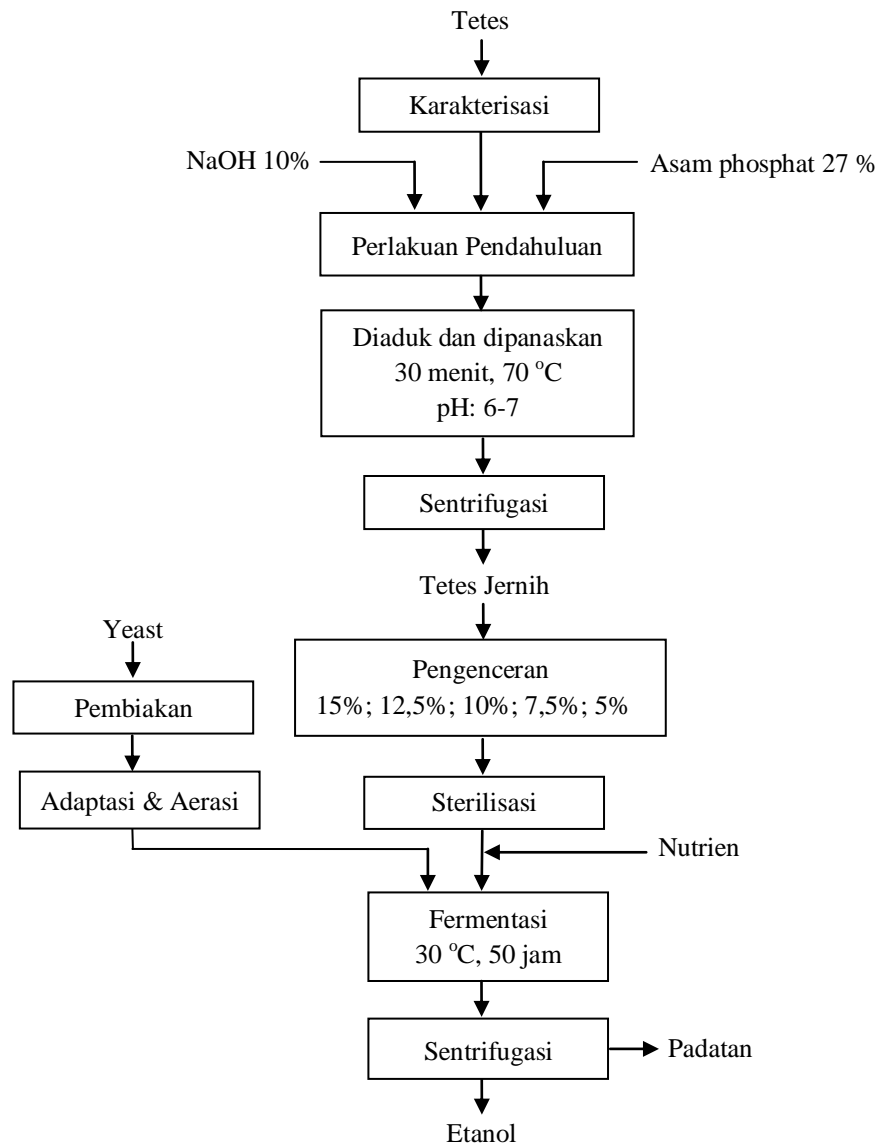 Tetes
Karakterisasi
NaOH 10%
Asam phosphat 27 %
Perlakuan Pendahuluan
Diaduk dan dipanaskan
30 menit, 70 °C
pH: 6-7
Sentrifugasi
Tetes Jernih
Yeast
Pengenceran
15%; 12,5%; 10%; 7,5%; 5%
Pembiakan
Adaptasi & Aerasi
Sterilisasi
Nutrien
Fermentasi
30 °C, 50 jam
Sentrifugasi
Padatan
Etanol